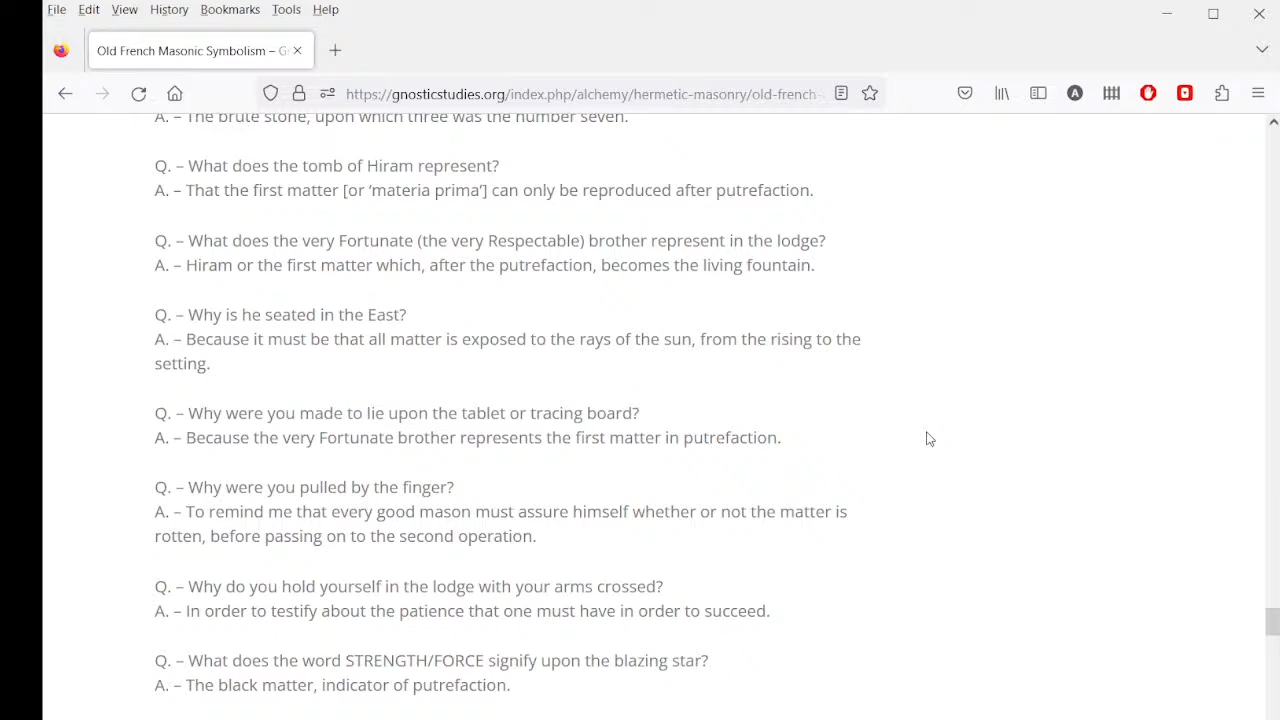 File Edit View History Bookmarks Tools Help
Old French Masonic Symbolism – G
https://gnosticstudies.org/index.php/alchemy/hermetic-masonry/old-french-
A. – The brute stone, upon which three was the number seven.
Q. – What does the tomb of Hiram represent?
A. – That the first matter [or ‘materia prima’] can only be reproduced after putrefaction.
Q. – What does the very Fortunate (the very Respectable) brother represent in the lodge?
A. – Hiram or the first matter which, after the putrefaction, becomes the living fountain.
Q. – Why is he seated in the East?
A. – Because it must be that all matter is exposed to the rays of the sun, from the rising to the
setting.
Q. – Why were you made to lie upon the tablet or tracing board?
A. – Because the very Fortunate brother represents the first matter in putrefaction.
Q. – Why were you pulled by the finger?
A. – To remind me that every good mason must assure himself whether or not the matter is
rotten, before passing on to the second operation.
Q. – Why do you hold yourself in the lodge with your arms crossed?
A. – In order to testify about the patience that one must have in order to succeed.
Q. – What does the word STRENGTH/FORCE signify upon the blazing star?
A. – The black matter, indicator of putrefaction.